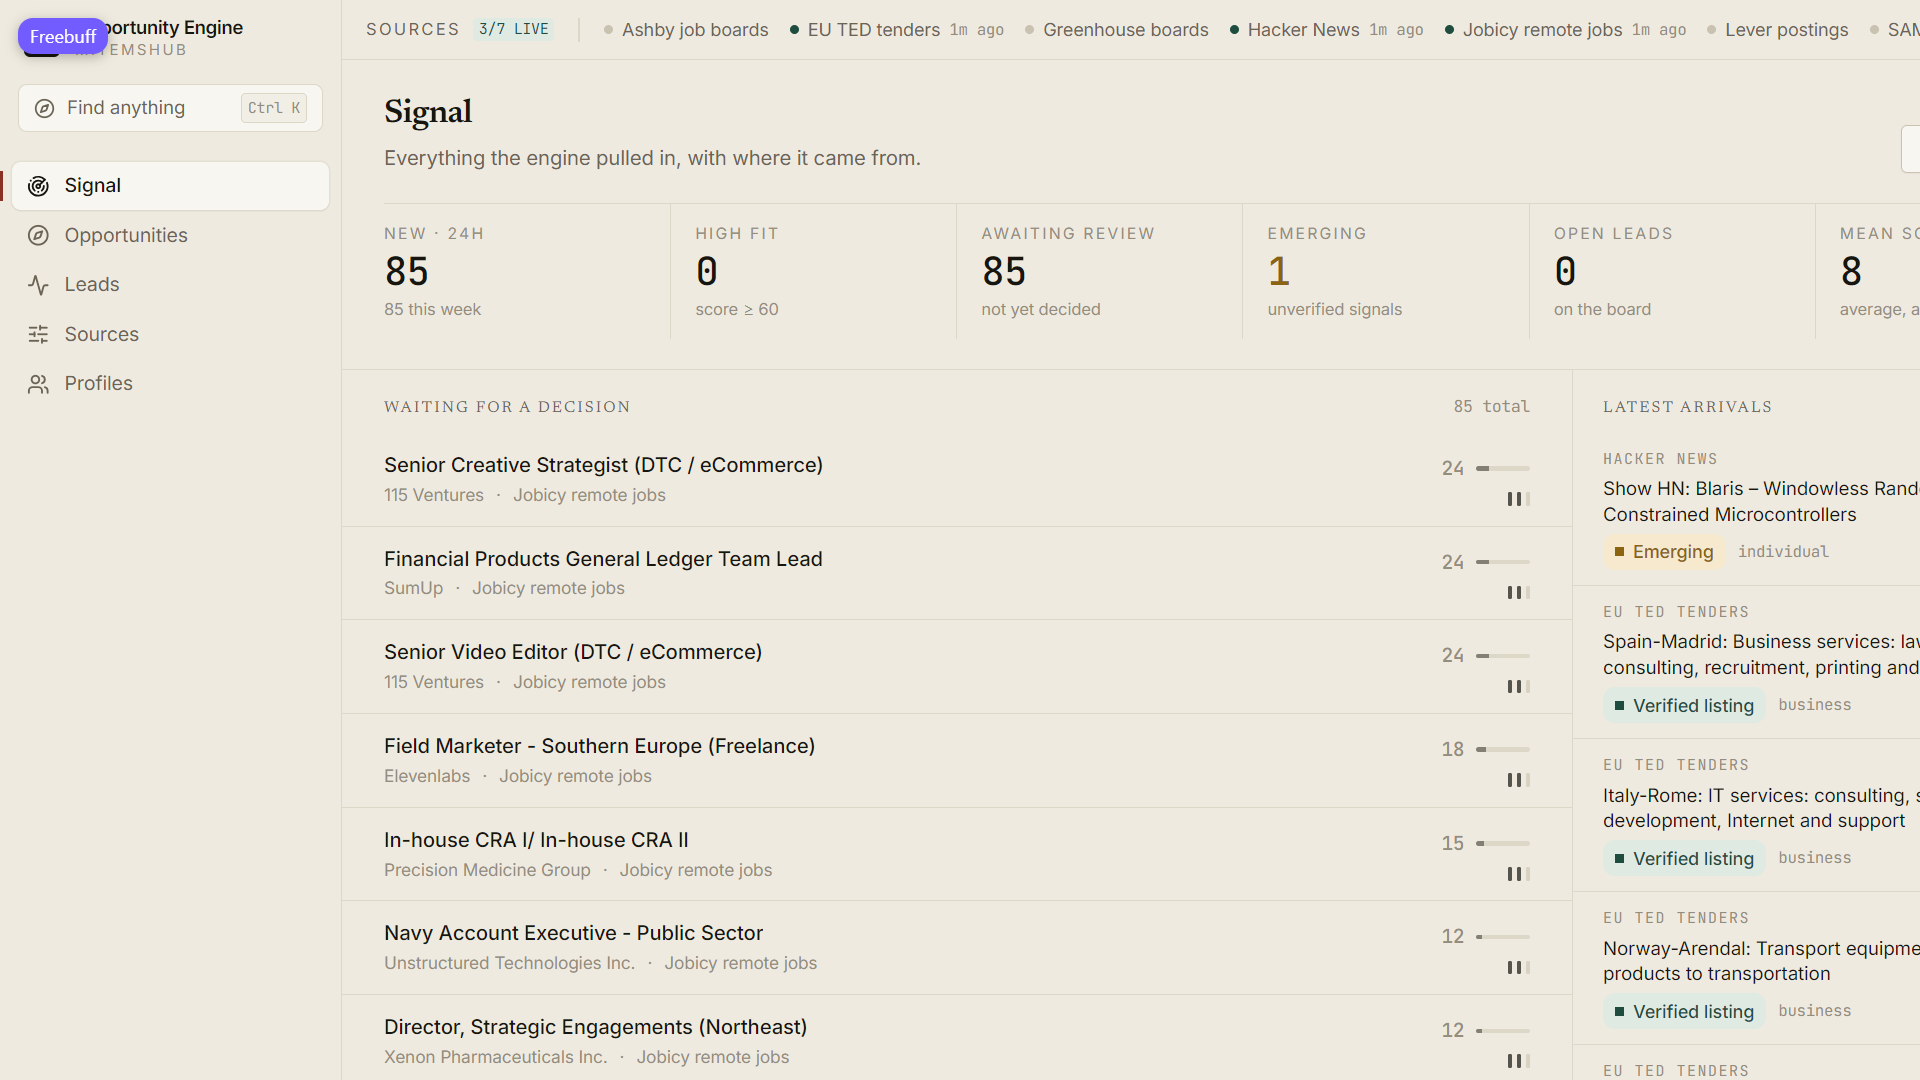 Freebuff
portunity Engine
TEMSHUB
Find anything
Ctrl K
Signal
Opportunities
Leads
Sources
Profiles
SOURCES 3/7 LIVE
Ashby job boards
EU TED tenders 1m ago
Greenhouse boards
Hacker News 1m ago
Jobicy remote jobs 1m ago
Lever postings
SAM
Signal
Everything the engine pulled in, with where it came from.
NEW · 24H
85
85 this week
HIGH FIT
0
score ≥ 60
AWAITING REVIEW
85
not yet decided
EMERGING
1
unverified signals
OPEN LEADS
0
on the board
MEAN SC
8
average, a
WAITING FOR A DECISION
85 total
Senior Creative Strategist (DTC / eCommerce)
24
115 Ventures · Jobicy remote jobs
Financial Products General Ledger Team Lead
24
SumUp · Jobicy remote jobs
Senior Video Editor (DTC / eCommerce)
24
115 Ventures · Jobicy remote jobs
Field Marketer - Southern Europe (Freelance)
18
Elevenlabs · Jobicy remote jobs
In-house CRA I/ In-house CRA II
15
Precision Medicine Group · Jobicy remote jobs
Navy Account Executive - Public Sector
12
Unstructured Technologies Inc. · Jobicy remote jobs
Director, Strategic Engagements (Northeast)
12
Xenon Pharmaceuticals Inc. · Jobicy remote jobs
LATEST ARRIVALS
HACKER NEWS
Show HN: Blaris – Windowless Rand
Constrained Microcontrollers
Emerging individual
EU TED TENDERS
Spain-Madrid: Business services: law
consulting, recruitment, printing and
Verified listing business
EU TED TENDERS
Italy-Rome: IT services: consulting, s
development, Internet and support
Verified listing business
EU TED TENDERS
Norway-Arendal: Transport equipme
products to transportation
Verified listing business
EU TED TENDERS